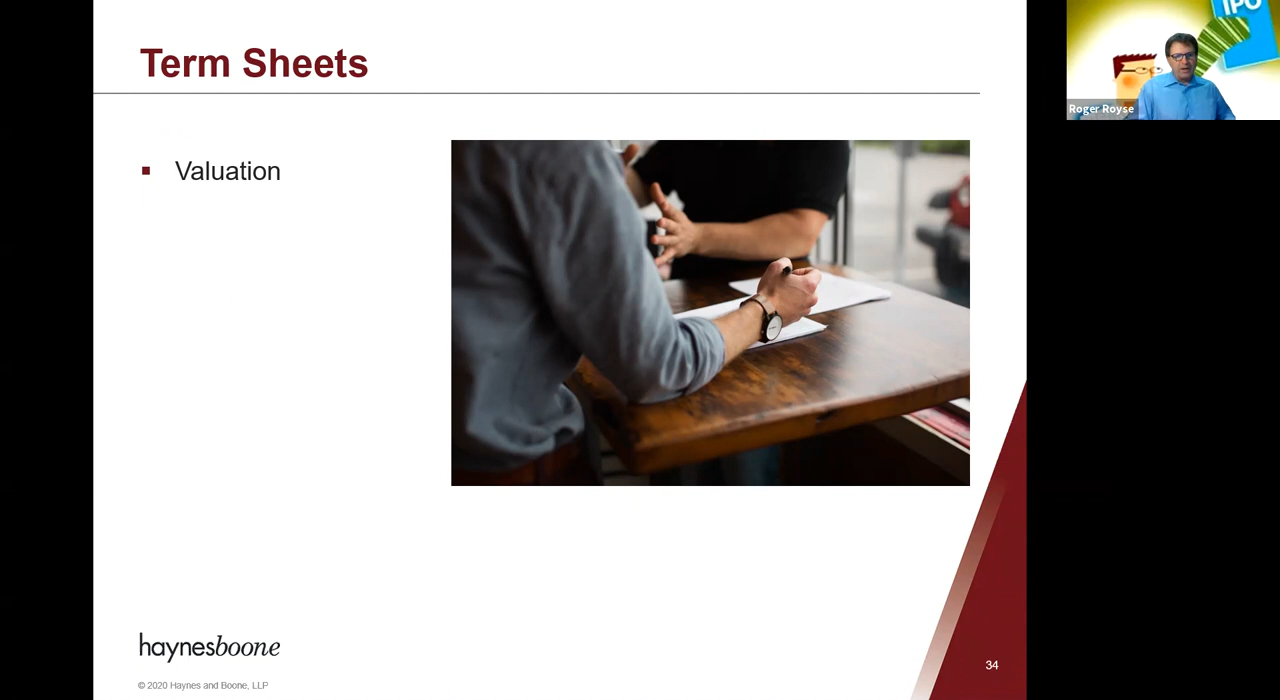 Term Sheets
IPO
Roger Royse
▪ Valuation
haynesboone
© 2020 Haynes and Boone, LLP
34